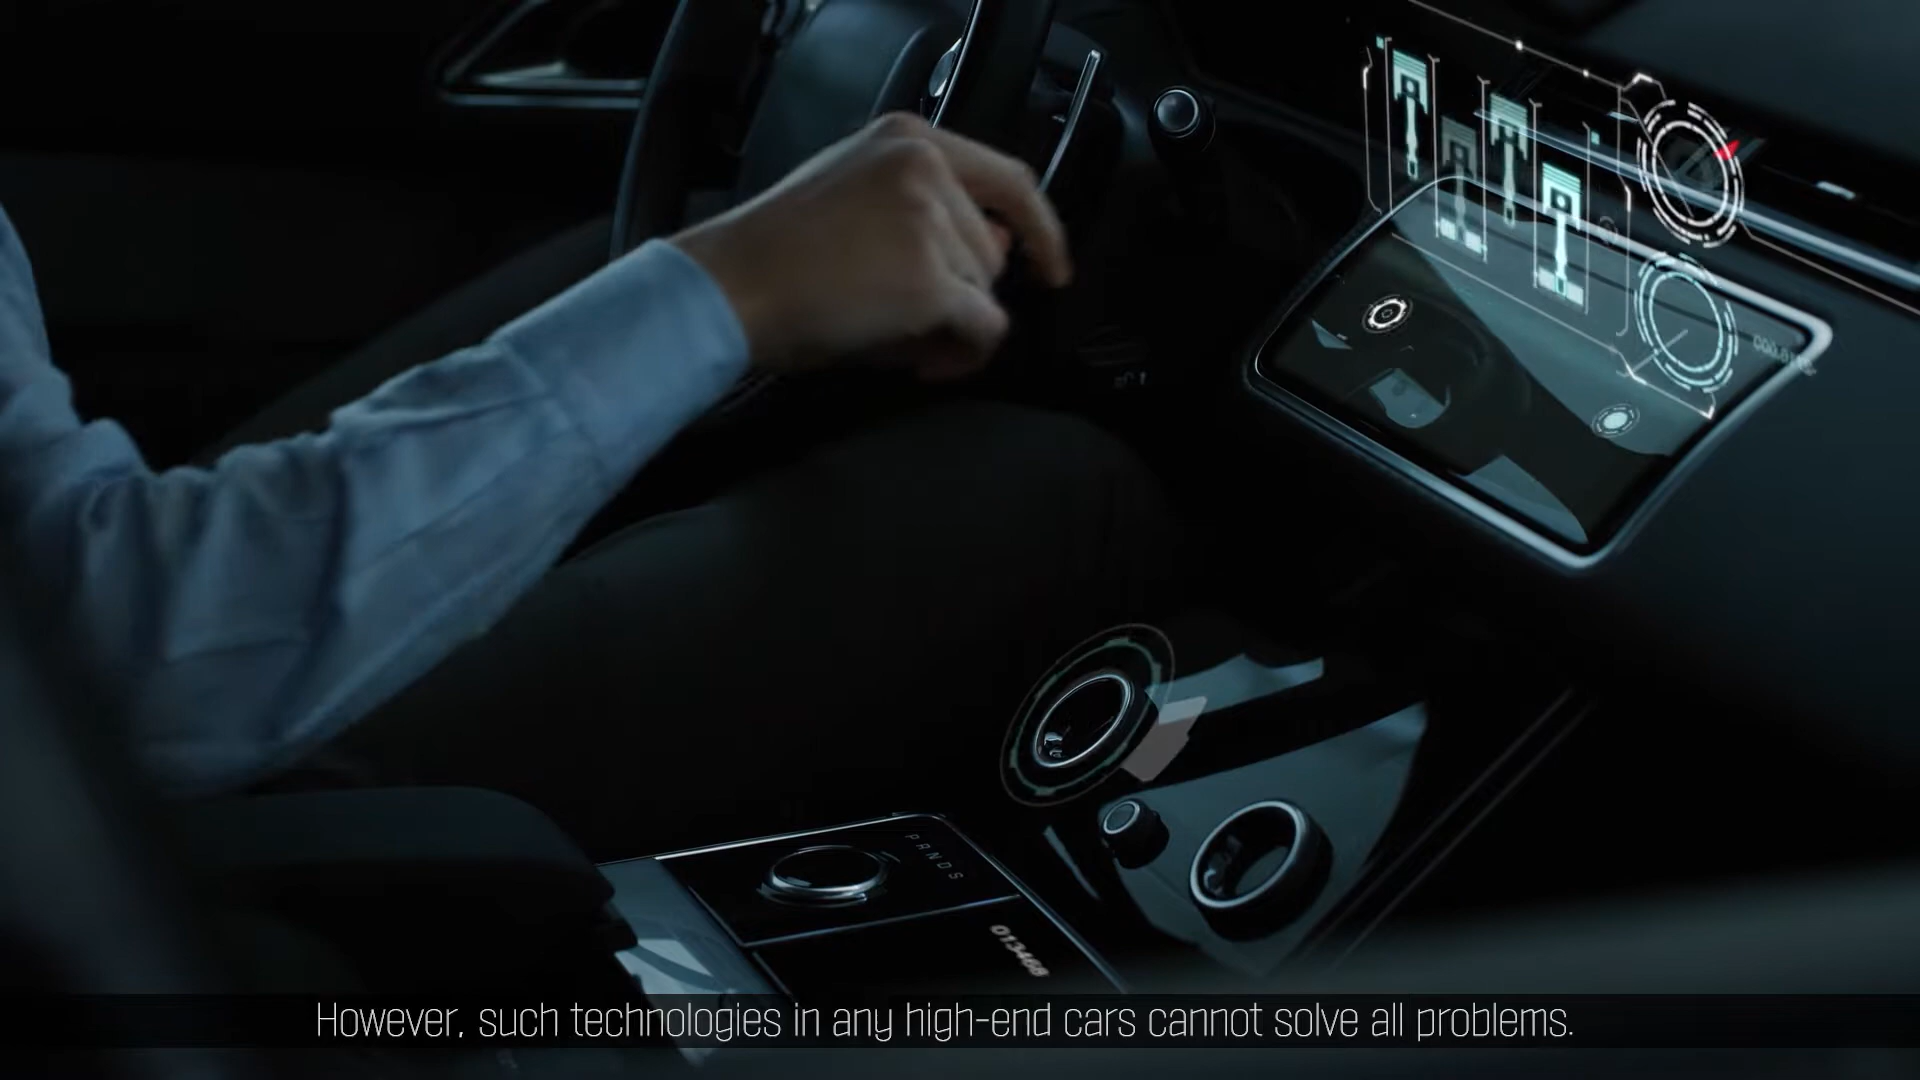 PRNDS
013468
However, such technologies in any high-end cars cannot solve all problems.